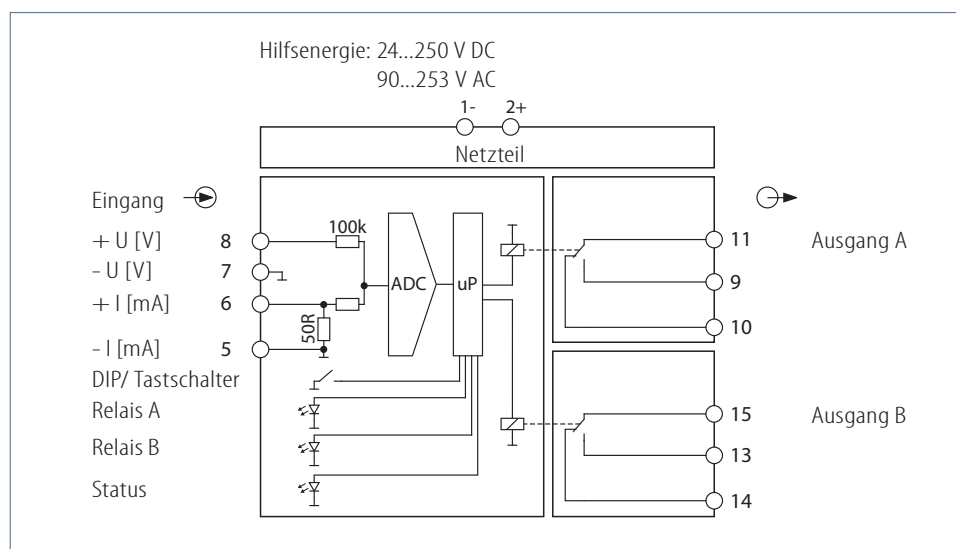 Hilfsenergie: 24...250 V DC
90...253 V AC
1- 2+
Netzteil
Eingang
+ U [V] 8
100k
11 Ausgang A
- U [V] 7
ADC
uP
9
+ I [mA] 6
50R
10
- I [mA] 5
DIP/ Tastschalter
Relais A
15 Ausgang B
Relais B
13
Status
14